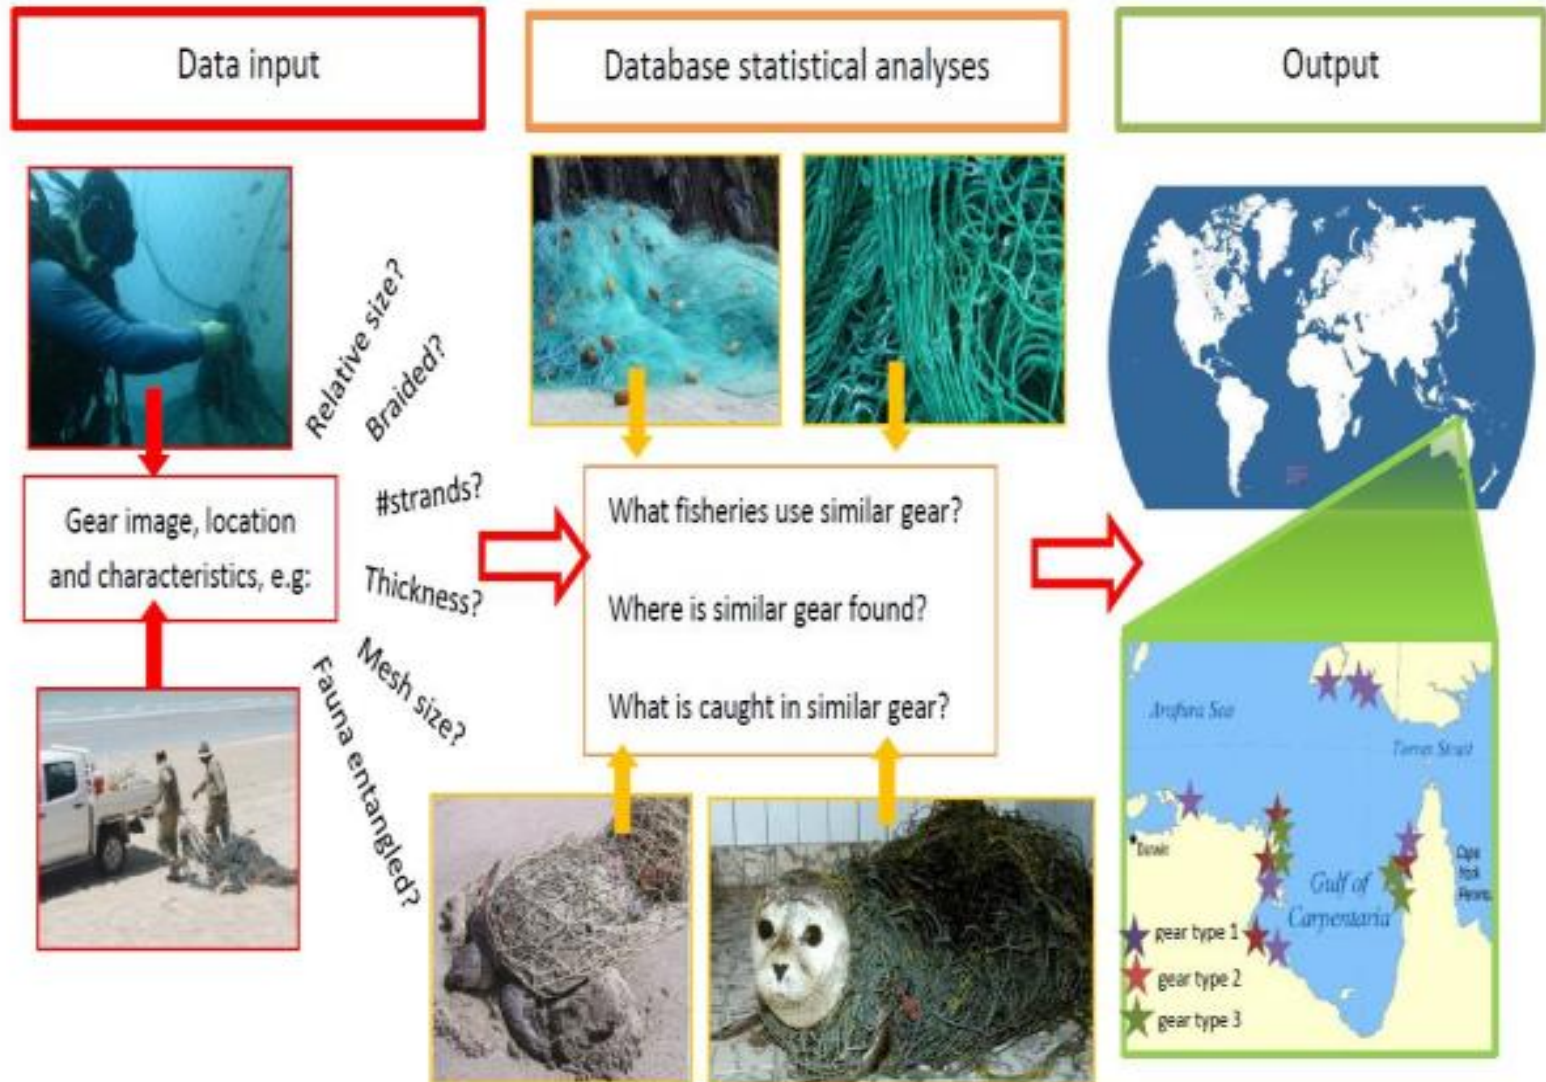 Data input
Database statistical analyses
Output
Relative size?
Braided?
#strands?
Thickness?
Mesh size?
Fauna entangled?
Gear image, location
and characteristics, e.g:
What fisheries use similar gear?
Where is similar gear found?
What is caught in similar gear?
Arafura Sea
Torres Strait
Darwin
Cape
York
Gulf of
Carpentaria
gear type 1
gear type 2
gear type 3